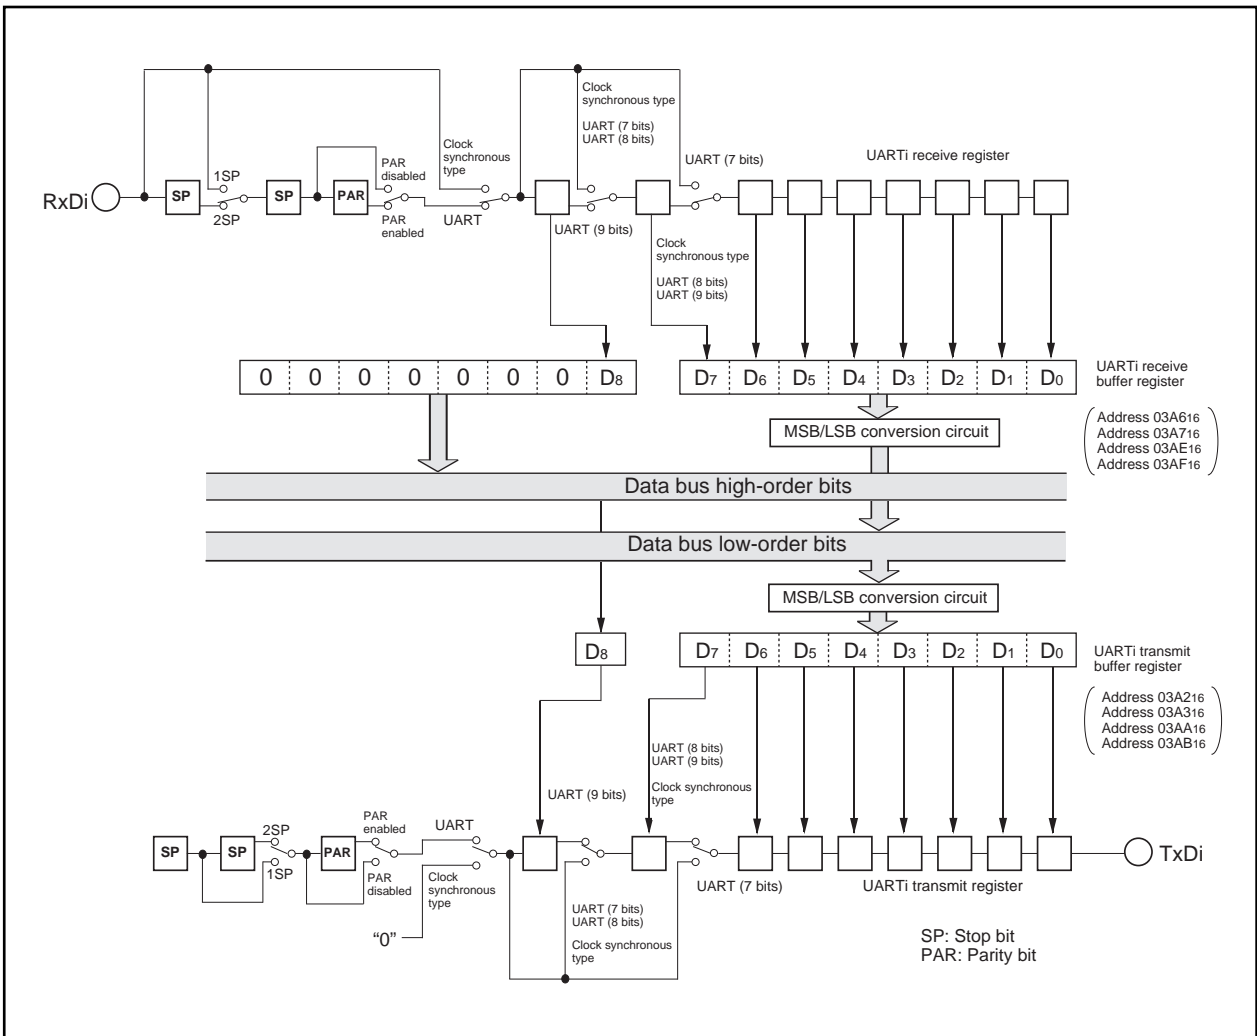 Clock
synchronous type
UART (7 bits)
UART (8 bits)
Clock
synchronous
type
PAR
disabled
UART (7 bits)
UARTi receive register
1SP
RxDi
SP
SP
PAR
2SP
PAR
enabled
UART
UART (9 bits)
Clock
synchronous type
UART (8 bits)
UART (9 bits)
0 0 0 0 0 0 0 D8
D7 D6 D5 D4 D3 D2 D1 D0
UARTi receive
buffer register
MSB/LSB conversion circuit
Address 03A616
Address 03A716
Address 03AE16
Address 03AF16
Data bus high-order bits
Data bus low-order bits
MSB/LSB conversion circuit
D8
D7 D6 D5 D4 D3 D2 D1 D0
UARTi transmit
buffer register
Address 03A216
Address 03A316
Address 03AA16
Address 03AB16
UART (8 bits)
UART (9 bits)
Clock synchronous
type
UART (9 bits)
PAR
enabled
UART
2SP
SP
SP
PAR
1SP
TxDi
PAR
disabled
Clock
synchronous
type
UART (7 bits)
UARTi transmit register
UART (7 bits)
UART (8 bits)
Clock synchronous
type
“0”
SP: Stop bit
PAR: Parity bit